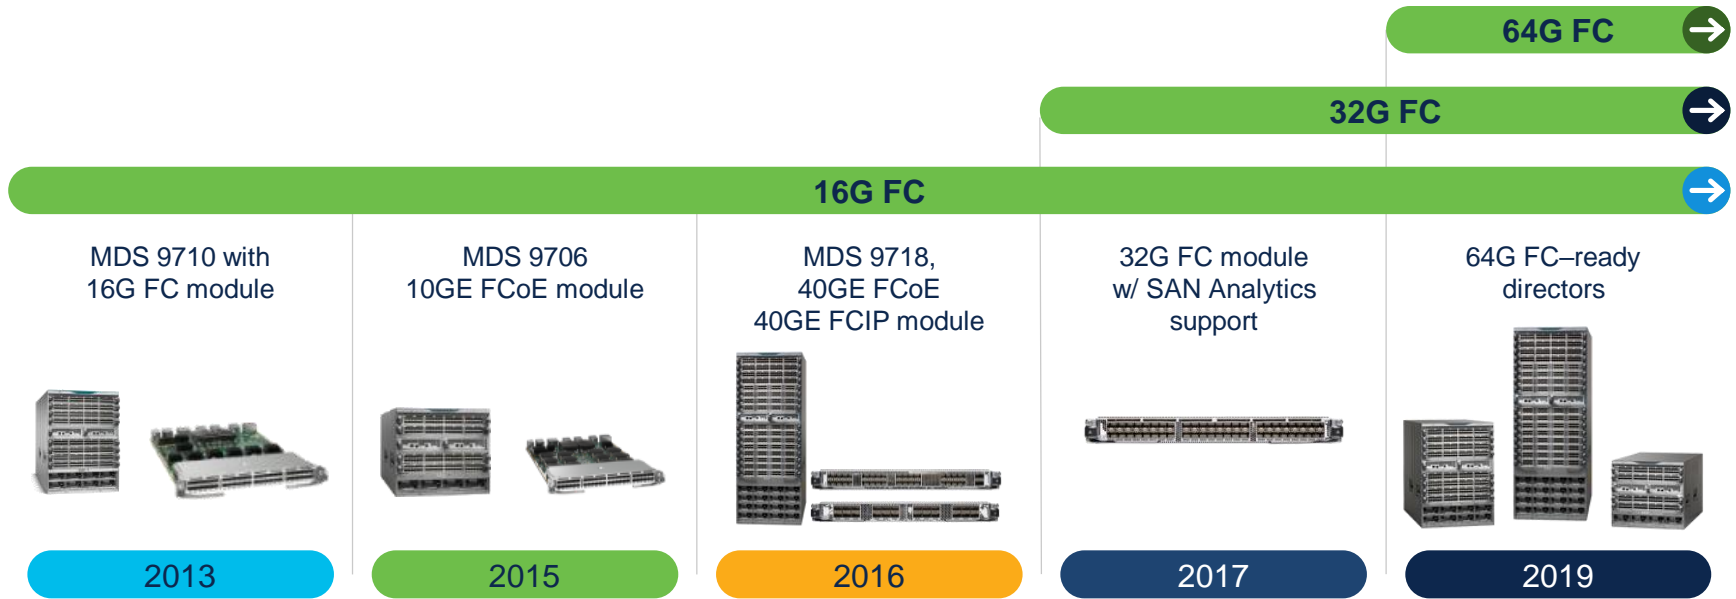 64G FC
32G FC
16G FC
MDS 9710 with
16G FC module
MDS 9706
10GE FCoE module
MDS 9718,
40GE FCoE
40GE FCIP module
32G FC module
w/ SAN Analytics
support
64G FC–ready
directors
2013
2015
2016
2017
2019